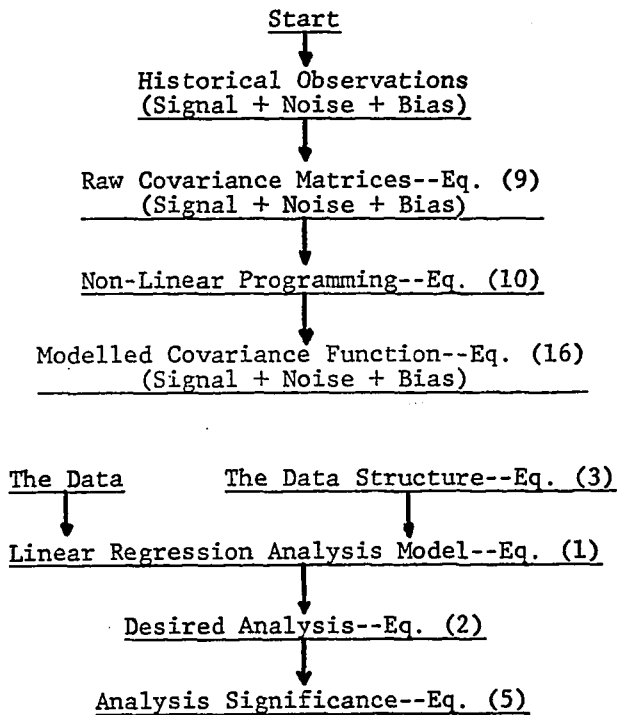 Start
Historical Observations
(Signal + Noise + Bias)
Raw Covariance Matrices--Eq. (9)
(Signal + Noise + Bias)
Non-Linear Programming--Eq. (10)
Modelled Covariance Function--Eq. (16)
(Signal + Noise + Bias)
The Data The Data Structure--Eq. (3)
Linear Regression Analysis Model--Eq. (1)
Desired Analysis--Eq. (2)
Analysis Significance--Eq. (5)